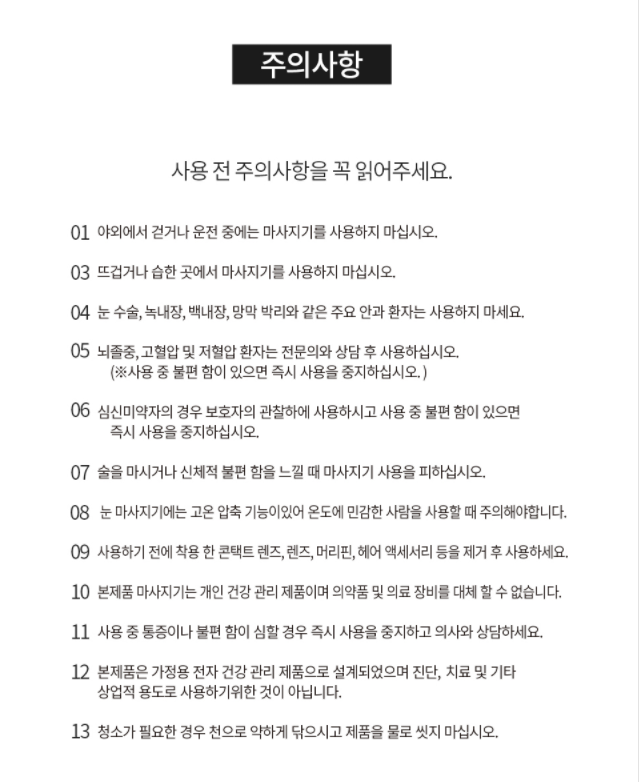 주의사항
사용 전 주의사항을 꼭 읽어주세요.
01 야외에서 걷거나 운전 중에는 마사지기를 사용하지 마십시오.
03 뜨겁거나 습한 곳에서 마사지기를 사용하지 마십시오.
04 눈 수술, 녹내장, 백내장, 망막 박리와 같은 주요 안과 환자는 사용하지 마세요.
05 뇌졸중, 고혈압 및 저혈압 환자는 전문의와 상담 후 사용하십시오.
(※사용 중 불편 함이 있으면 즉시 사용을 중지하십시오. )
06 심신미약자의 경우 보호자의 관찰하에 사용하시고 사용 중 불편 함이 있으면
즉시 사용을 중지하십시오.
07 술을 마시거나 신체적 불편 함을 느낄 때 마사지기 사용을 피하십시오.
08 눈 마사지기에는 고온 압축 기능이있어 온도에 민감한 사람을 사용할 때 주의해야합니다.
09 사용하기 전에 착용 한 콘택트 렌즈, 렌즈, 머리핀, 헤어 액세서리 등을 제거 후 사용하세요.
10 본제품 마사지기는 개인 건강 관리 제품이며 의약품 및 의료 장비를 대체 할 수 없습니다.
11 사용 중 통증이나 불편 함이 심할 경우 즉시 사용을 중지하고 의사와 상담하세요.
12 본제품은 가정용 전자 건강 관리 제품으로 설계되었으며 진단, 치료 및 기타
상업적 용도로 사용하기위한 것이 아닙니다.
13 청소가 필요한 경우 천으로 약하게 닦으시고 제품을 물로 씻지 마십시오.